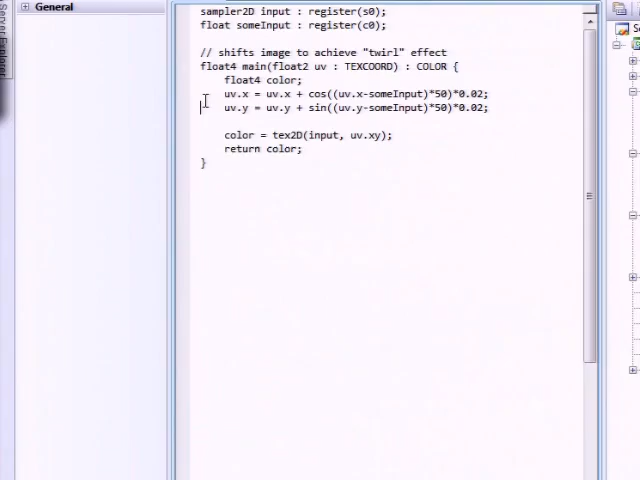 Server Explorer
General
sampler2D input : register(s0);
float someInput : register(c0);
// shifts image to achieve "twirl" effect
float4 main(float2 uv : TEXCOORD) : COLOR {
float4 color;
uv.x = uv.x + cos((uv.x-someInput)*50)*0.02;
uv.y = uv.y + sin((uv.y-someInput)*50)*0.02;
color = tex2D(input, uv.xy);
return color;
}